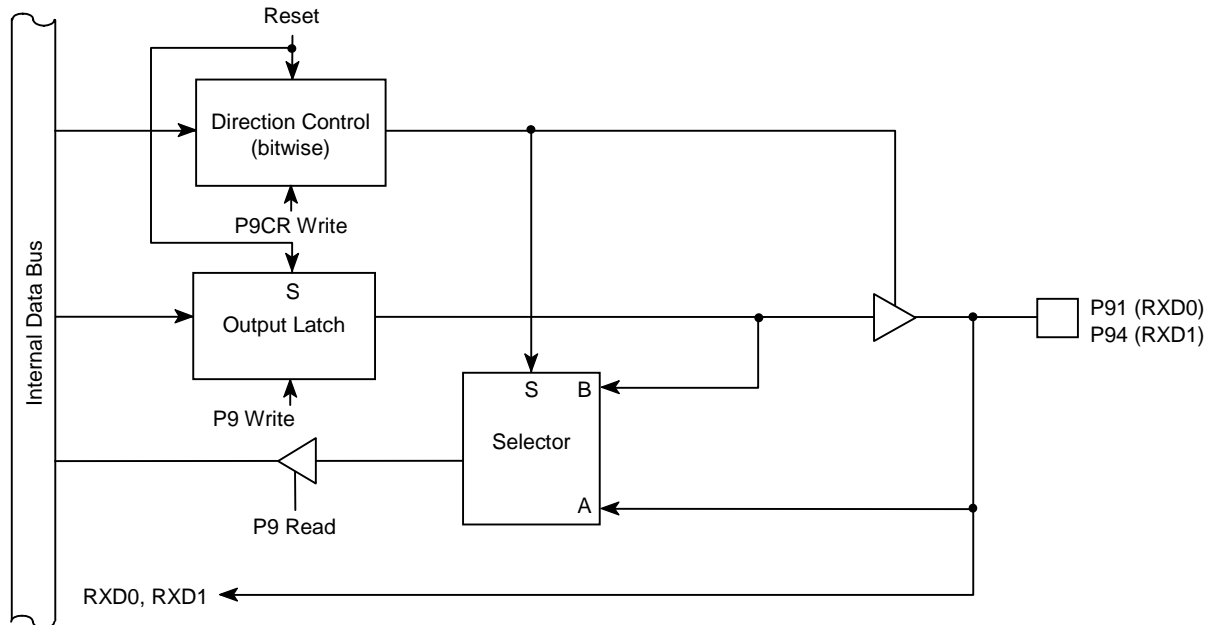 Reset
Direction Control
(bitwise)
P9CR Write
Internal Data Bus
S
Output Latch
P9 Write
P91 (RXD0)
P94 (RXD1)
S
B
Selector
A
P9 Read
RXD0, RXD1